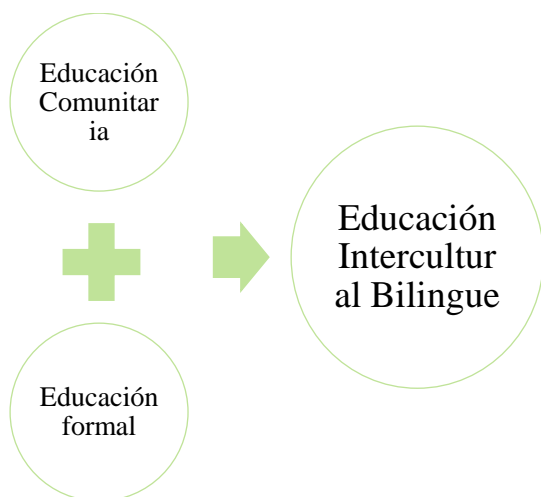 Educación
Comunitar
ia
Educación
formal
Educación
Intercultur
al Bilingue